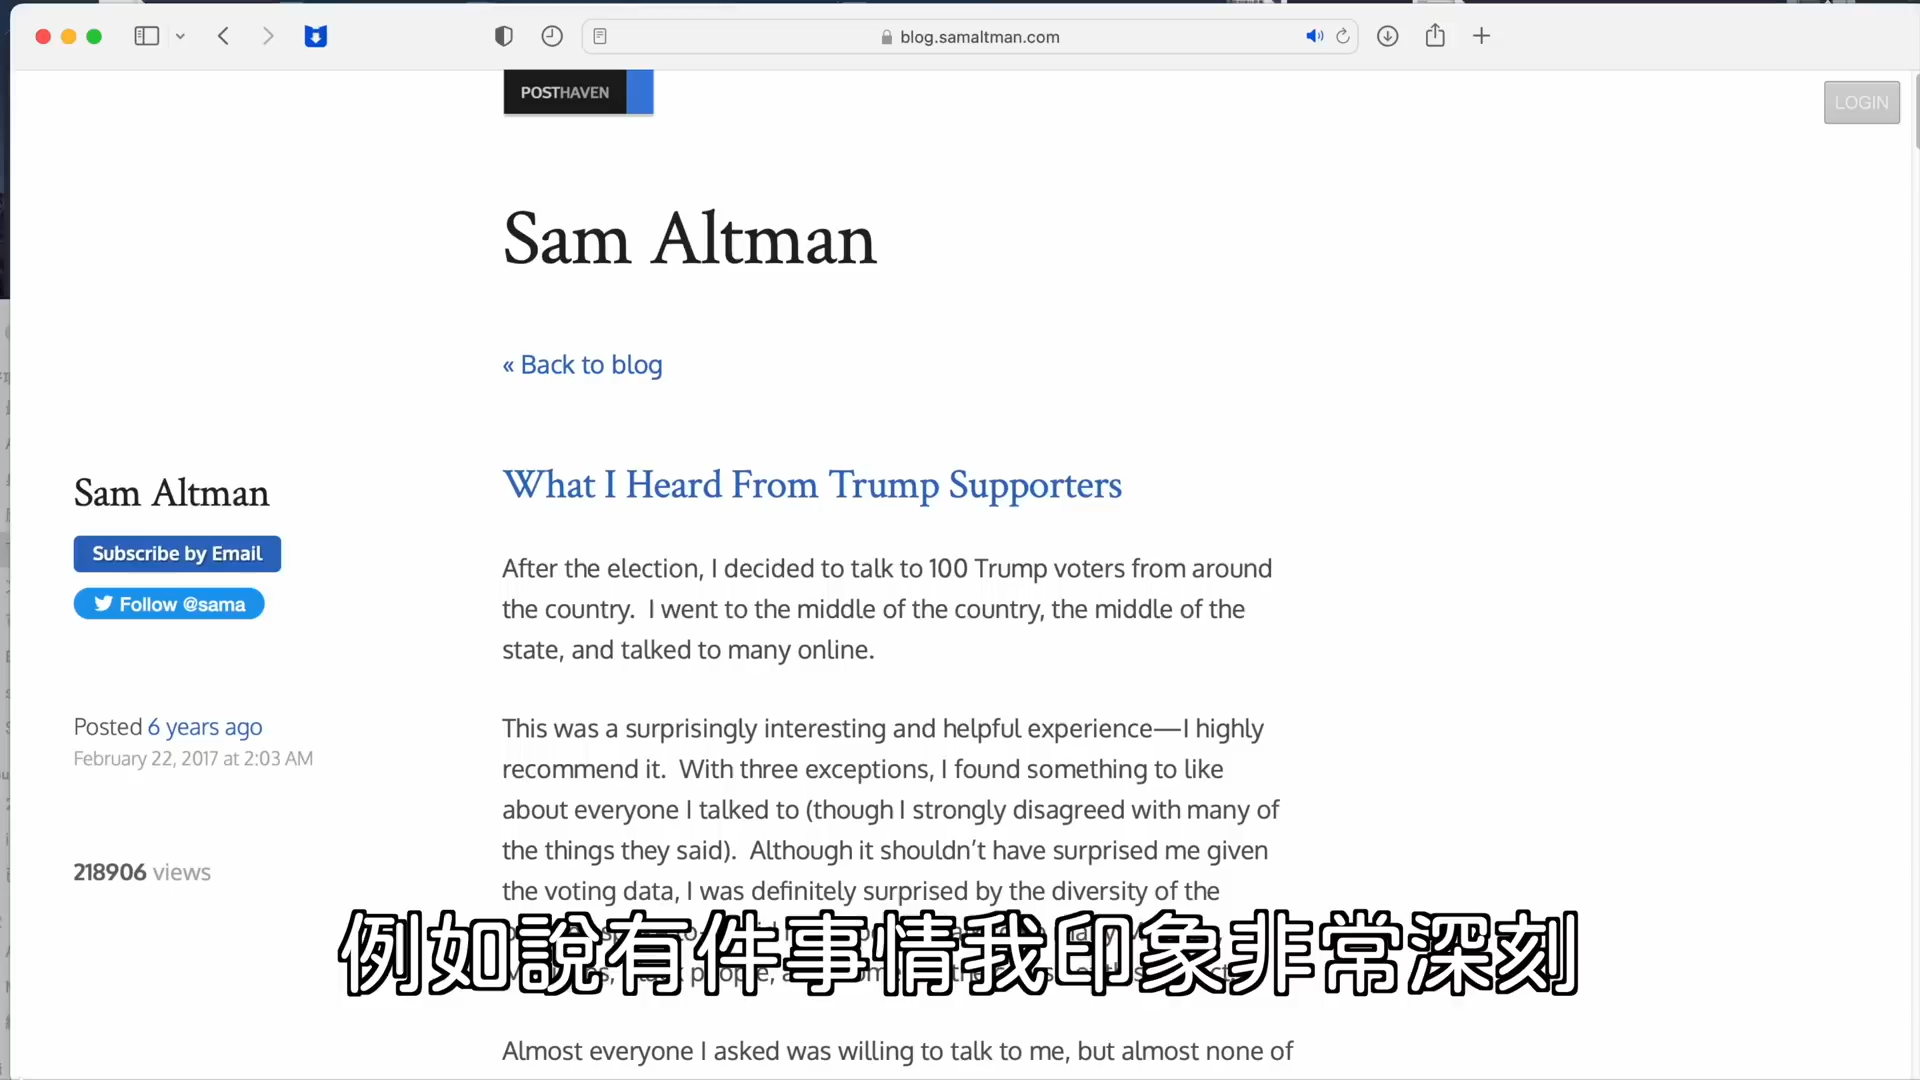 blog.samaltman.com
POSTHAVEN
LOGIN
Sam Altman
« Back to blog
Sam Altman
Subscribe by Email
Follow @sama
Posted 6 years ago
February 22, 2017 at 2:03 AM
218906 views
What I Heard From Trump Supporters
After the election, I decided to talk to 100 Trump voters from around
the country.  I went to the middle of the country, the middle of the
state, and talked to many online.
This was a surprisingly interesting and helpful experience—I highly
recommend it.  With three exceptions, I found something to like
about everyone I talked to (though I strongly disagreed with many of
the things they said).  Although it shouldn’t have surprised me given
the voting data, I was definitely surprised by the diversity of the
people,
例如說有件事情我印象非常深刻
Almost everyone I asked was willing to talk to me, but almost none of